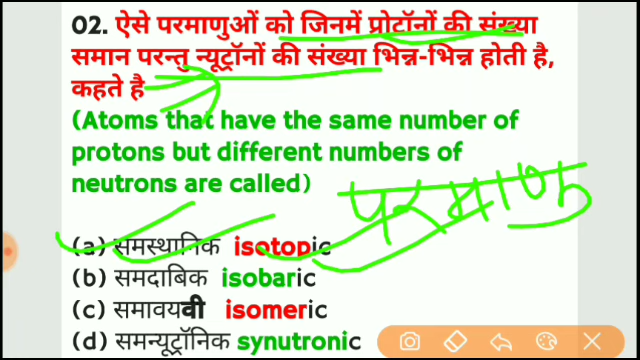 02. ऐसे परमाणुओं को जिनमें प्रोटॉनों की संख्या
समान परन्तु न्यूट्रॉनों की संख्या भिन्न-भिन्न होती है,
कहते है
(Atoms that have the same number of
protons but different numbers of
neutrons are called)
परमाणु
(a) समस्थानिक isotopic
(b) समदाबिक isobaric
(c) समावयवी isomeric
(d) समन्यूट्रॉनिक synutronic